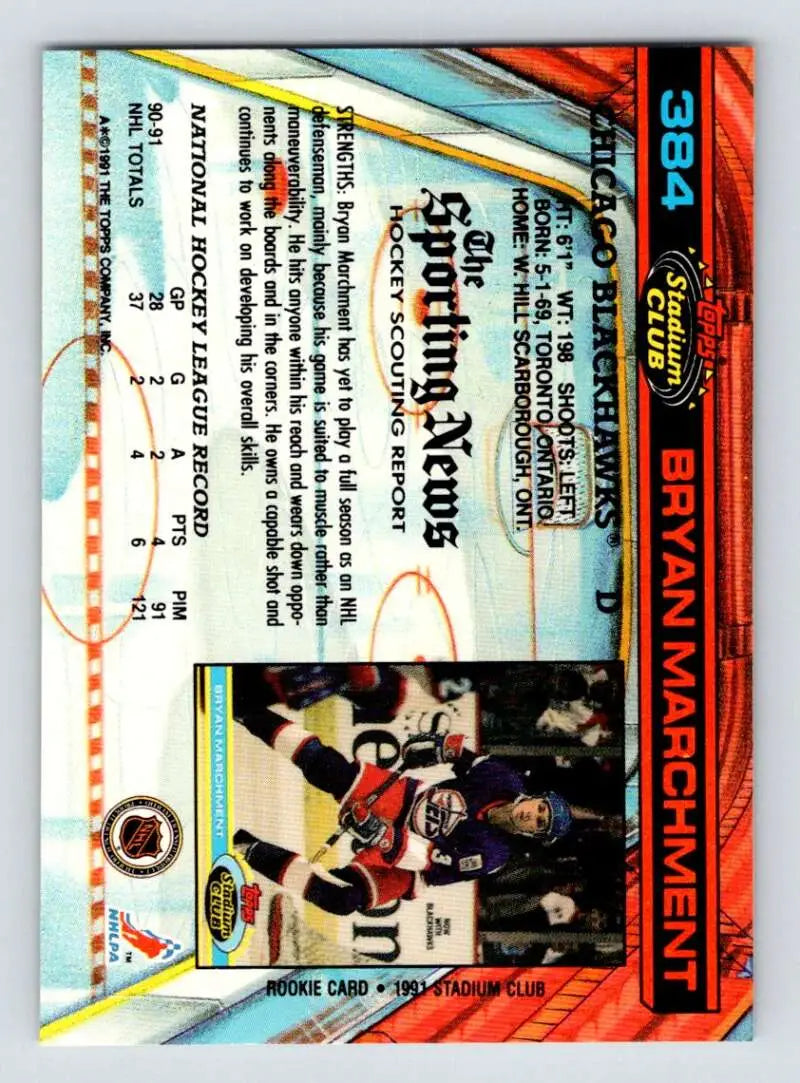 384
topps®
Stadium
CLUB
BRYAN MARCHMENT
CHICAGO BLACKHAWKS® D
HT: 6'1" WT: 198 SHOOTS: LEFT
BORN: 5-1-69, TORONTO, ONTARIO
HOME: W. HILL SCARBOROUGH, ONT.
The
Sporting News
HOCKEY SCOUTING REPORT
STRENGTHS: Bryan Marchment has yet to play a full season as an NHL
defenseman, mainly because his game is suited to muscle rather than
maneuverability. He hits anyone within his reach and wears down oppo-
nents along the boards and in the corners. He owns a capable shot and
continues to work on developing his overall skills.
NATIONAL HOCKEY LEAGUE RECORD
GP G A PTS PIM
90-91 28 2 2 4 91
NHL TOTALS 37 2 4 6 121
A*©1991 THE TOPPS COMPANY, INC.
NOW
WITH
BLACKHAWKS
BRYAN MARCHMENT
topps
Stadium
CLUB
ROOKIE CARD • 1991 STADIUM CLUB
NHL
NHLPA™